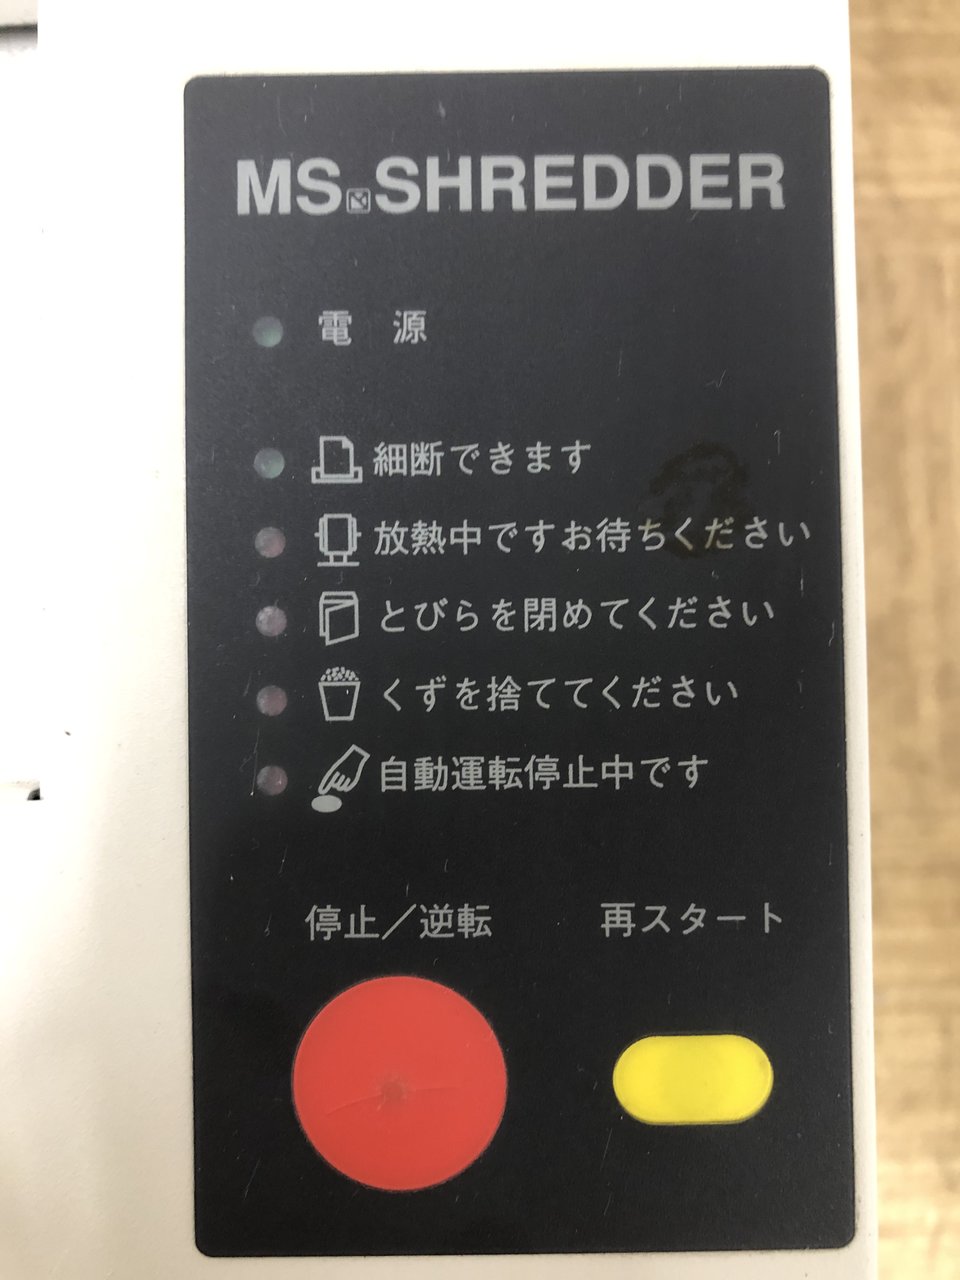 MS SHREDDER
電 源
細断できます
放熱中ですお待ちください
とびらを閉めてください
くずを捨ててください
自動運転停止中です
停止／逆転
再スタート